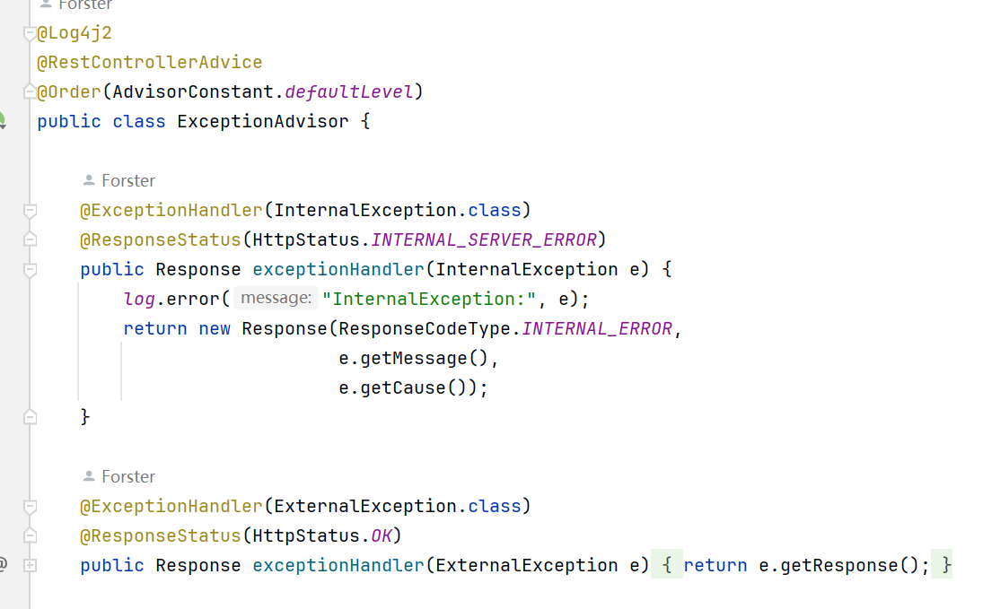 Forster
@Log4j2
@RestControllerAdvice
@Order(AdvisorConstant.defaultLevel)
public class ExceptionAdvisor {
Forster
@ExceptionHandler(InternalException.class)
@ResponseStatus(HttpStatus.INTERNAL_SERVER_ERROR)
public Response exceptionHandler(InternalException e) {
log.error( message: "InternalException:", e);
return new Response(ResponseCodeType.INTERNAL_ERROR,
e.getMessage(),
e.getCause());
}
Forster
@ExceptionHandler(ExternalException.class)
@ResponseStatus(HttpStatus.OK)
public Response exceptionHandler(ExternalException e) { return e.getResponse(); }